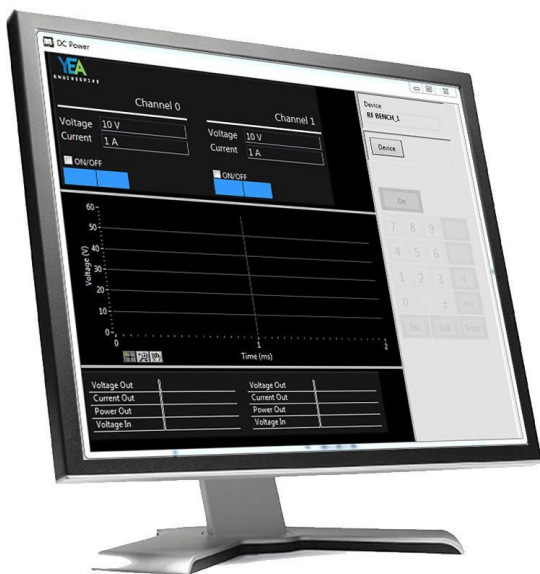 DC Power
YEA
ENGINEERING
Channel 0
Voltage 10 V
Current 1 A
ON/OFF
Channel 1
Voltage 10 V
Current 1 A
ON/OFF
Device
RF BENCH_1
Device
On
7 8 9
4 5 6
1 2 3 V
0 . ± mV
Esc Bck Enter
Voltage (V)
60
50
40
30
20
10
0
0 1 2
Time (ms)
Voltage Out
Current Out
Power Out
Voltage In
Voltage Out
Current Out
Power Out
Voltage In